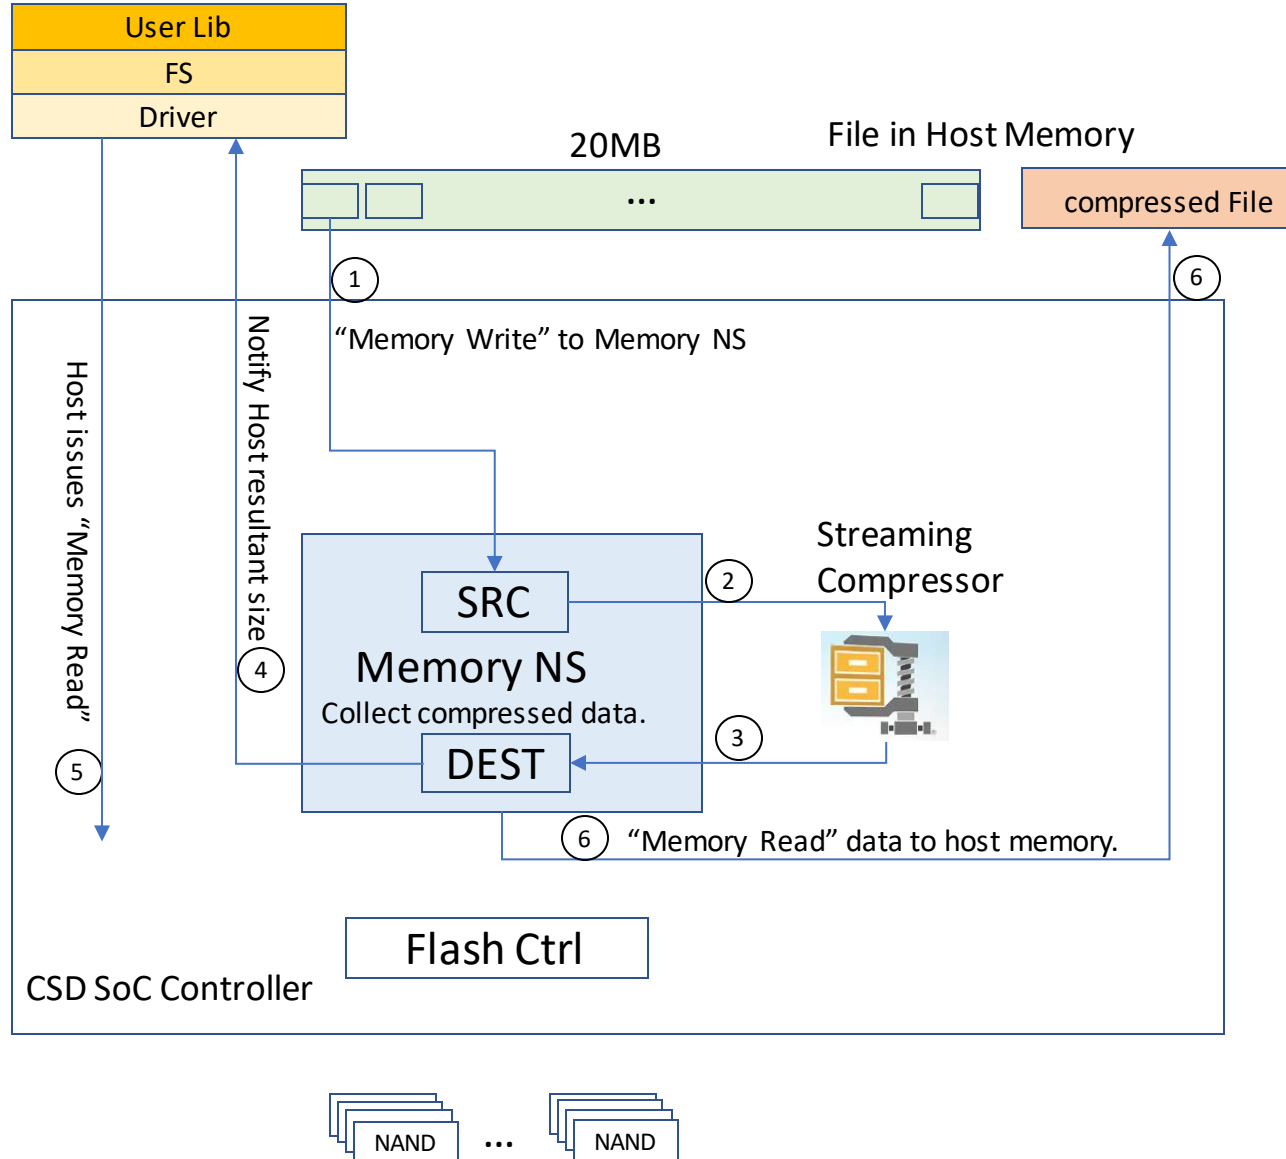 User Lib
FS
Driver
20MB
File in Host Memory
...
compressed File
1
6
“Memory Write” to Memory NS
Host issues “Memory Read”
Notify Host resultant size
Streaming
Compressor
2
SRC
Memory NS
4
Collect compressed data.
3
DEST
5
6
“Memory Read” data to host memory.
Flash Ctrl
CSD SoC Controller
NAND
...
NAND